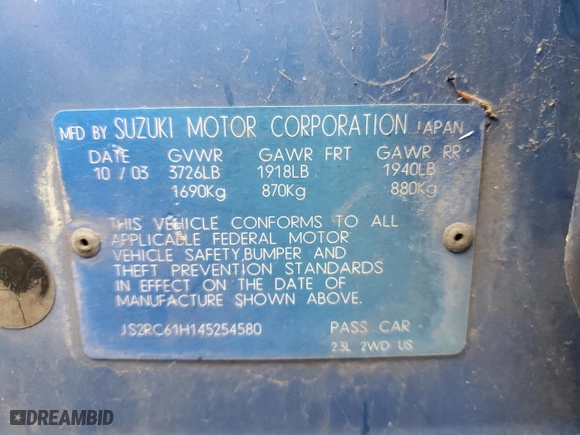 MFD BY SUZUKI MOTOR CORPORATION JAPAN
DATE GVWR GAWR FRT GAWR RR
10 / 03 3726LB 1918LB 1940LB
1690Kg 870Kg 880Kg
THIS VEHICLE CONFORMS TO ALL
APPLICABLE FEDERAL MOTOR
VEHICLE SAFETY,BUMPER AND
THEFT PREVENTION STANDARDS
IN EFFECT ON THE DATE OF
MANUFACTURE SHOWN ABOVE.
JS2RC61H145254580 PASS CAR
2.3L 2WD US
DREAMBID